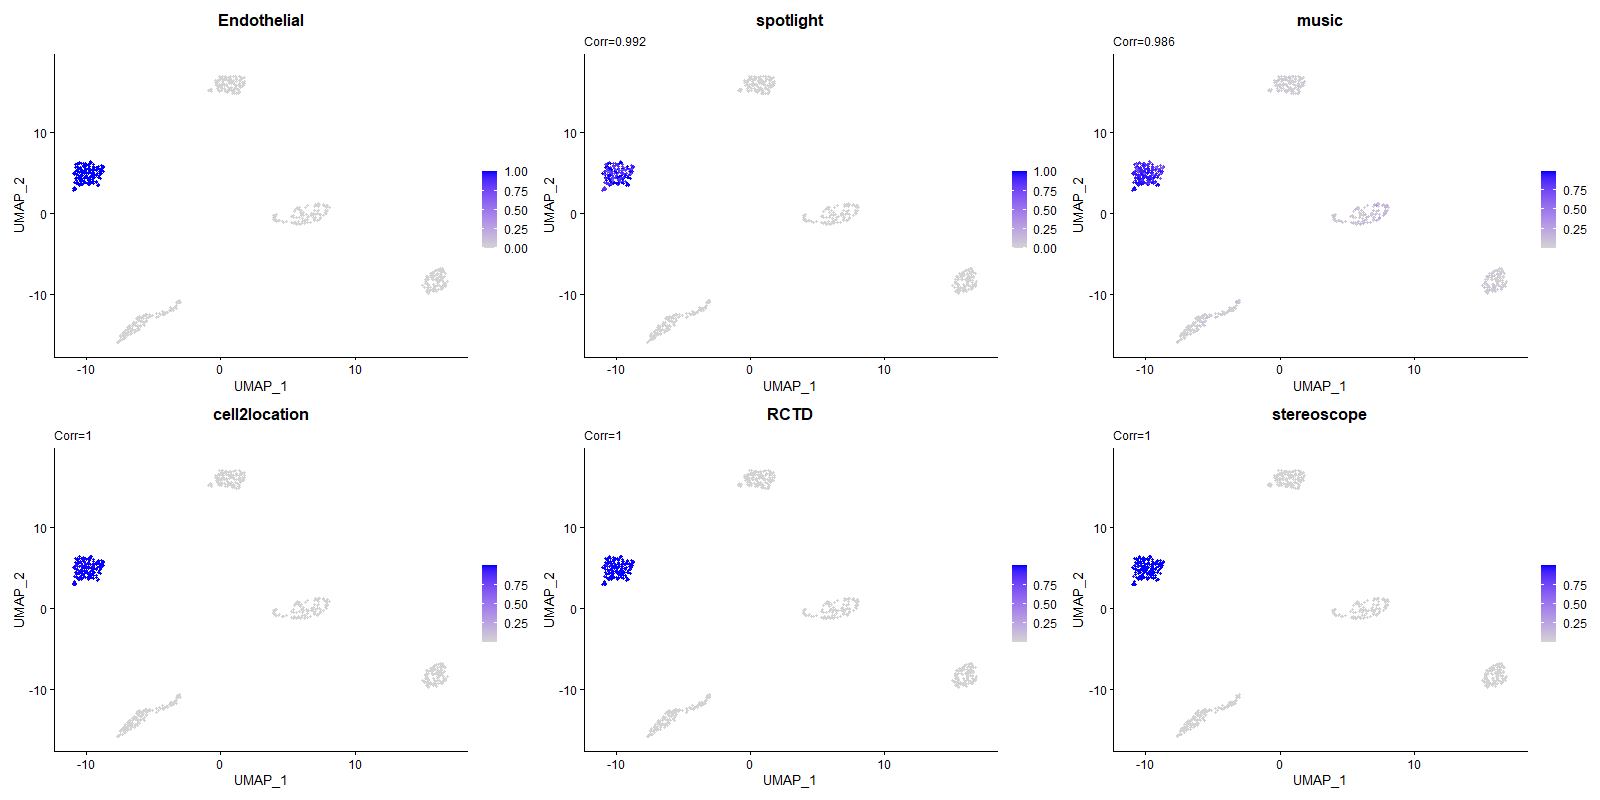 Endothelial
10
0
-10
-10
0
10
UMAP_1
UMAP_2
1.00
0.75
0.50
0.25
0.00
spotlight
Corr=0.992
10
0
-10
-10
0
10
UMAP_1
UMAP_2
1.00
0.75
0.50
0.25
0.00
music
Corr=0.986
10
0
-10
-10
0
10
UMAP_1
UMAP_2
0.75
0.50
0.25
cell2location
Corr=1
10
0
-10
-10
0
10
UMAP_1
UMAP_2
0.75
0.50
0.25
RCTD
Corr=1
10
0
-10
-10
0
10
UMAP_1
UMAP_2
0.75
0.50
0.25
stereoscope
Corr=1
10
0
-10
-10
0
10
UMAP_1
UMAP_2
0.75
0.50
0.25